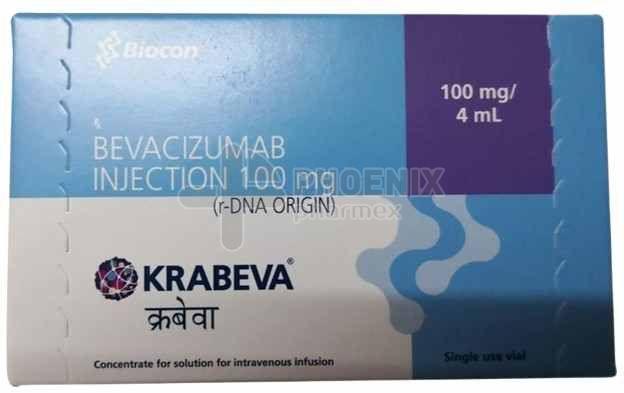 Biocon
100 mg/
4 mL
℞
BEVACIZUMAB
INJECTION 100 mg
(r-DNA ORIGIN)
PHOENIX
pharmex
KRABEVA®
क्रबेवा
Concentrate for solution for intravenous infusion
Single use vial